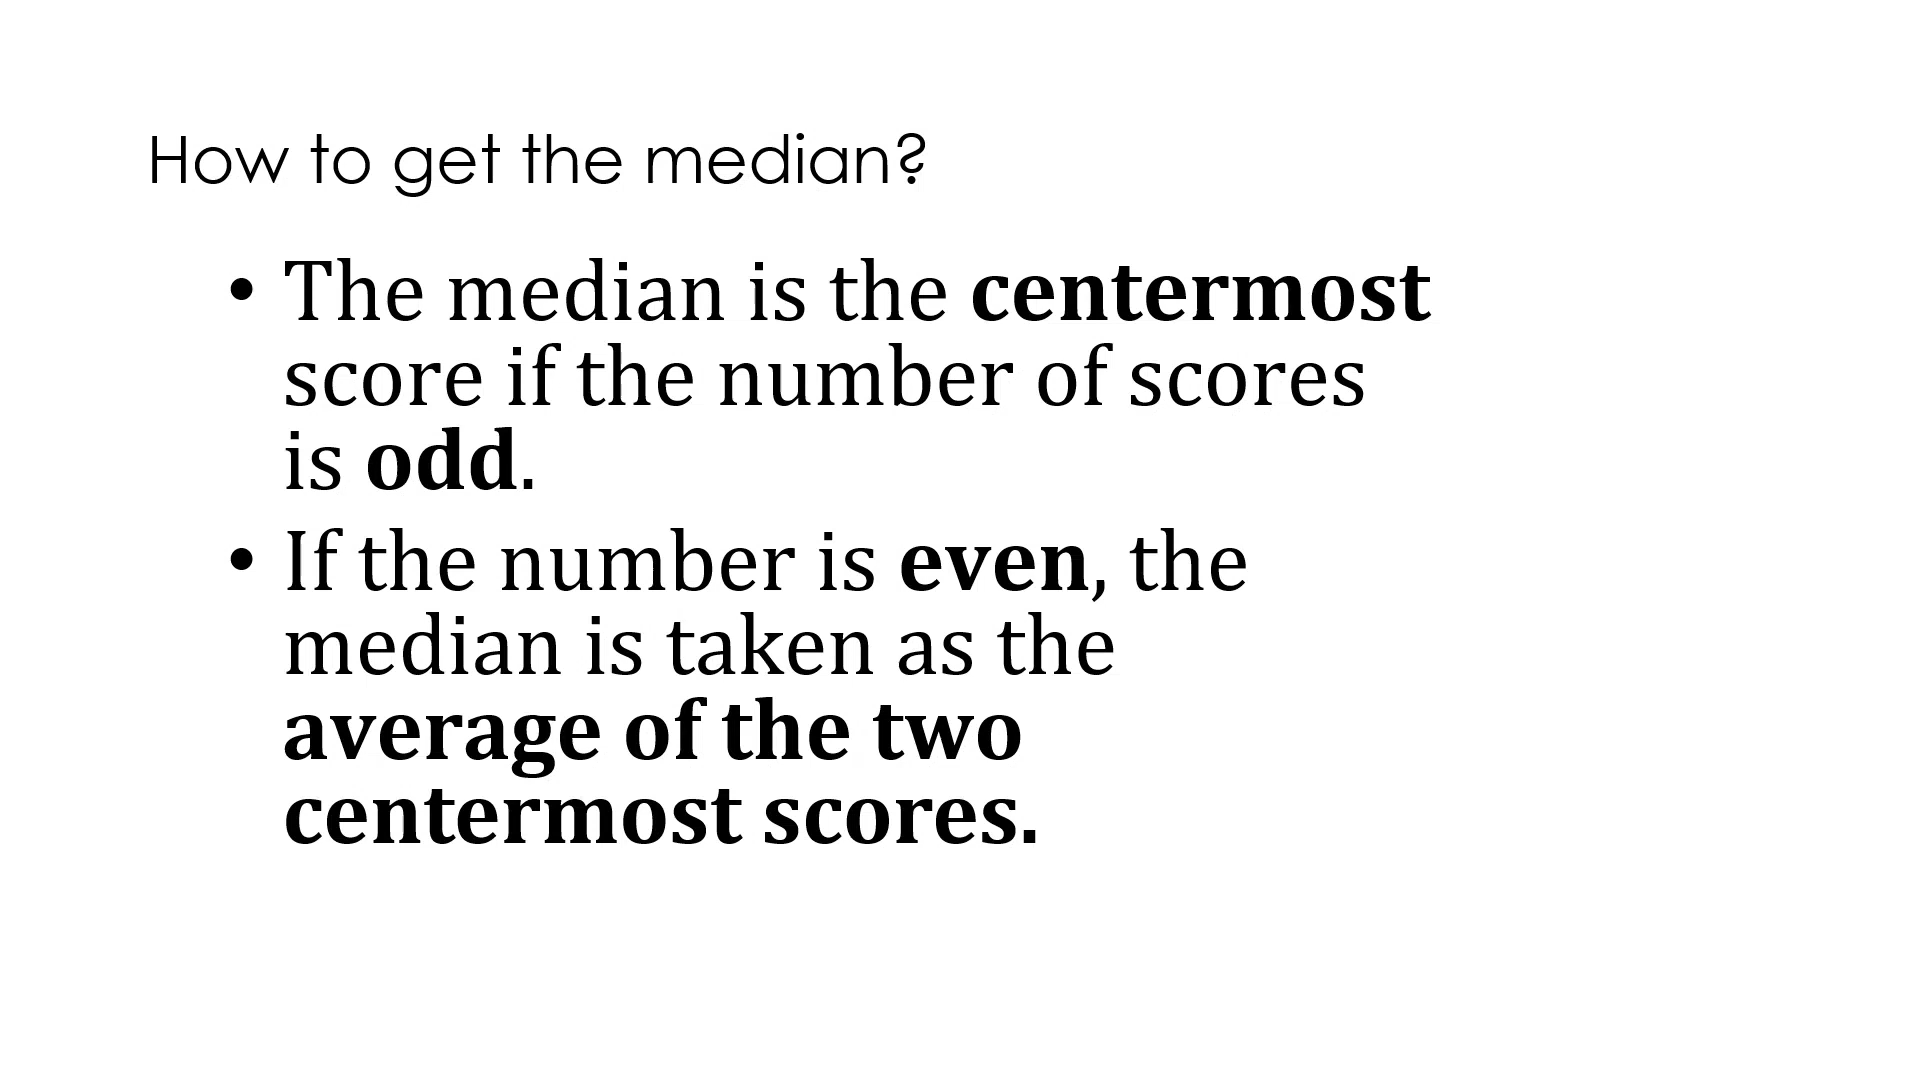 How to get the median?
• The median is the centermost
score if the number of scores
is odd.
• If the number is even, the
median is taken as the
average of the two
centermost scores.